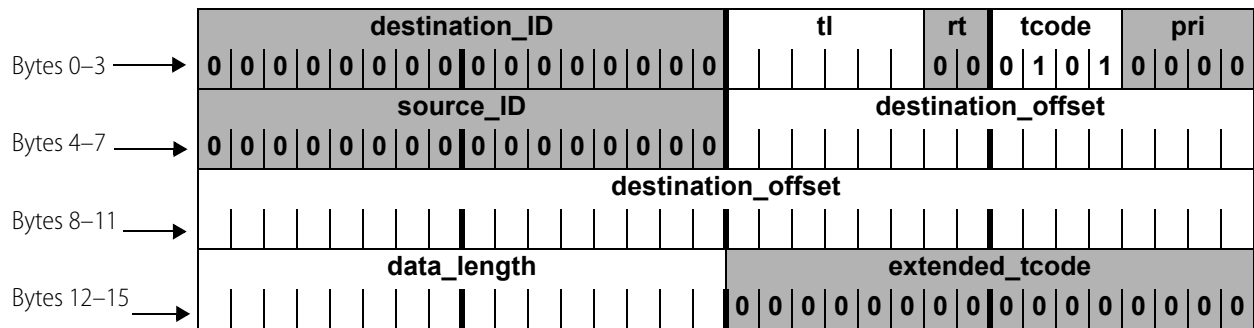 destination_ID tl rt tcode pri
Bytes 0–3 0 0 0 0 0 0 0 0 0 0 0 0 0 0 0 0 0 0 0 1 0 1 0 0 0 0
source_ID destination_offset
Bytes 4–7 0 0 0 0 0 0 0 0 0 0 0 0 0 0 0 0
destination_offset
Bytes 8–11
data_length extended_tcode
Bytes 12–15 0 0 0 0 0 0 0 0 0 0 0 0 0 0 0 0